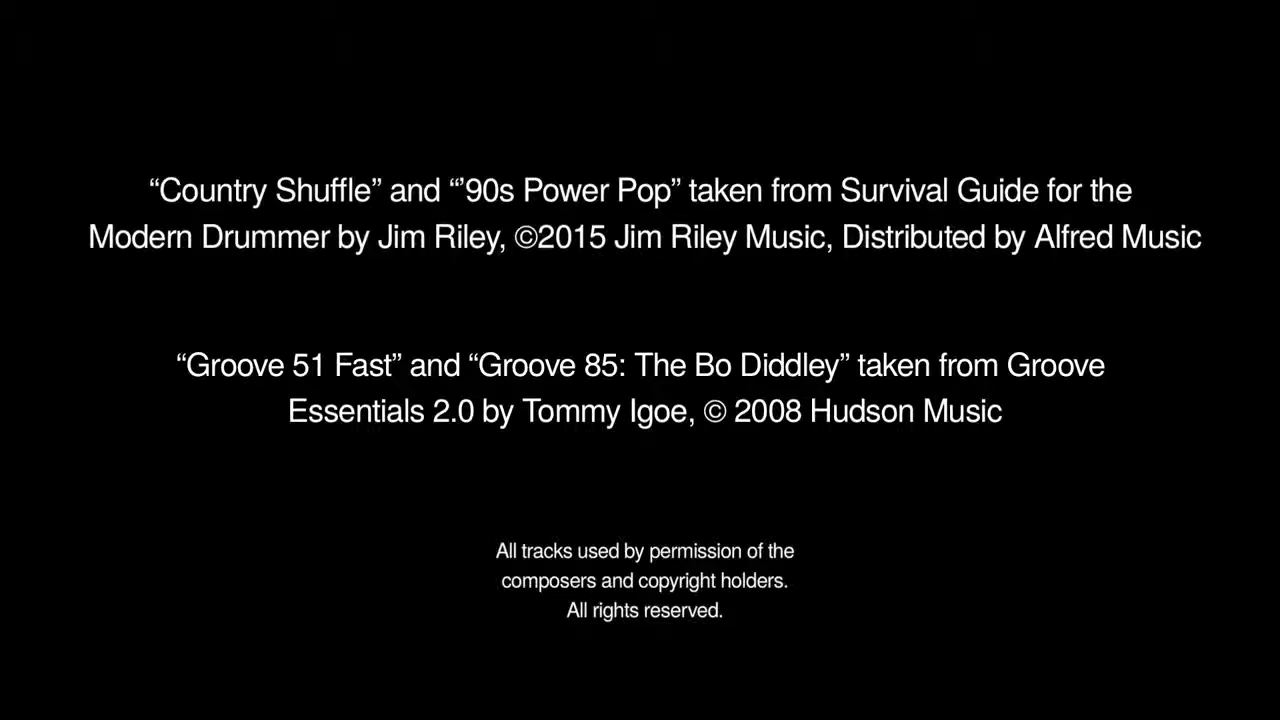 “Country Shuffle” and “’90s Power Pop” taken from Survival Guide for the
Modern Drummer by Jim Riley, ©2015 Jim Riley Music, Distributed by Alfred Music
“Groove 51 Fast” and “Groove 85: The Bo Diddley” taken from Groove
Essentials 2.0 by Tommy Igoe, © 2008 Hudson Music
All tracks used by permission of the
composers and copyright holders.
All rights reserved.